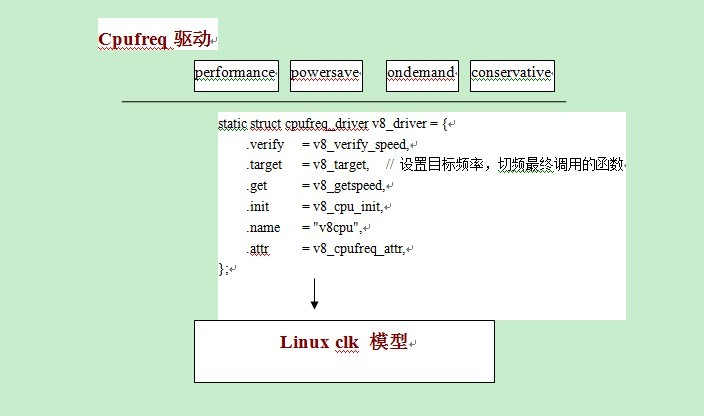 Cpufreq 驱动
performance powersave ondemand conservative
static struct cpufreq_driver v8_driver = {
.verify = v8_verify_speed,
.target = v8_target, // 设置目标频率，切频最终调用的函数
.get = v8_getspeed,
.init = v8_cpu_init,
.name = "v8cpu",
.attr = v8_cpufreq_attr,
};
Linux clk 模型